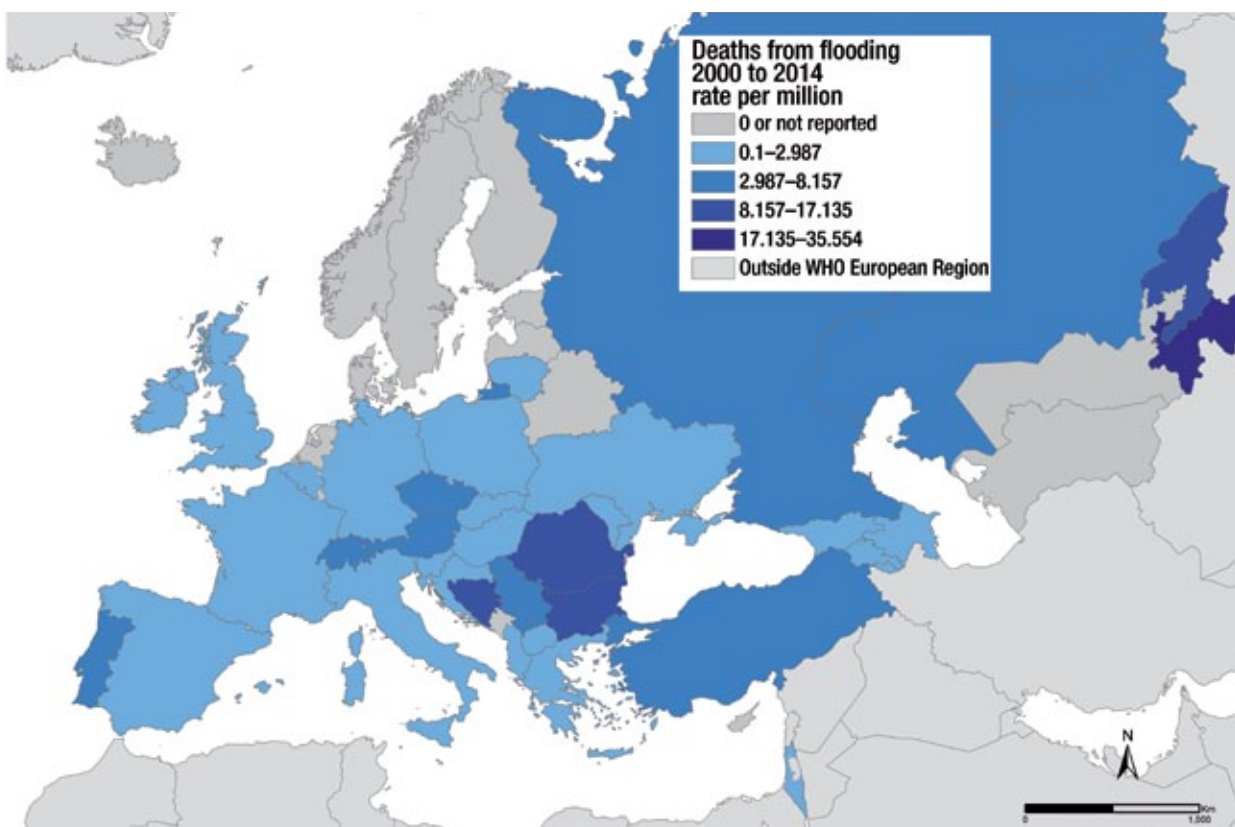 Deaths from flooding
2000 to 2014
rate per million
0 or not reported
0.1–2.987
2.987–8.157
8.157–17.135
17.135–35.554
Outside WHO European Region
N
Km
0 1,000